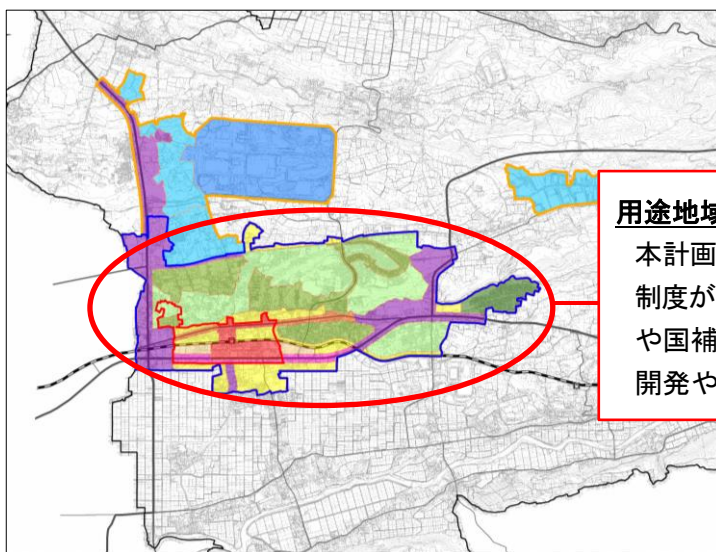 用途地域
本計画
制度が
や国補
開発や